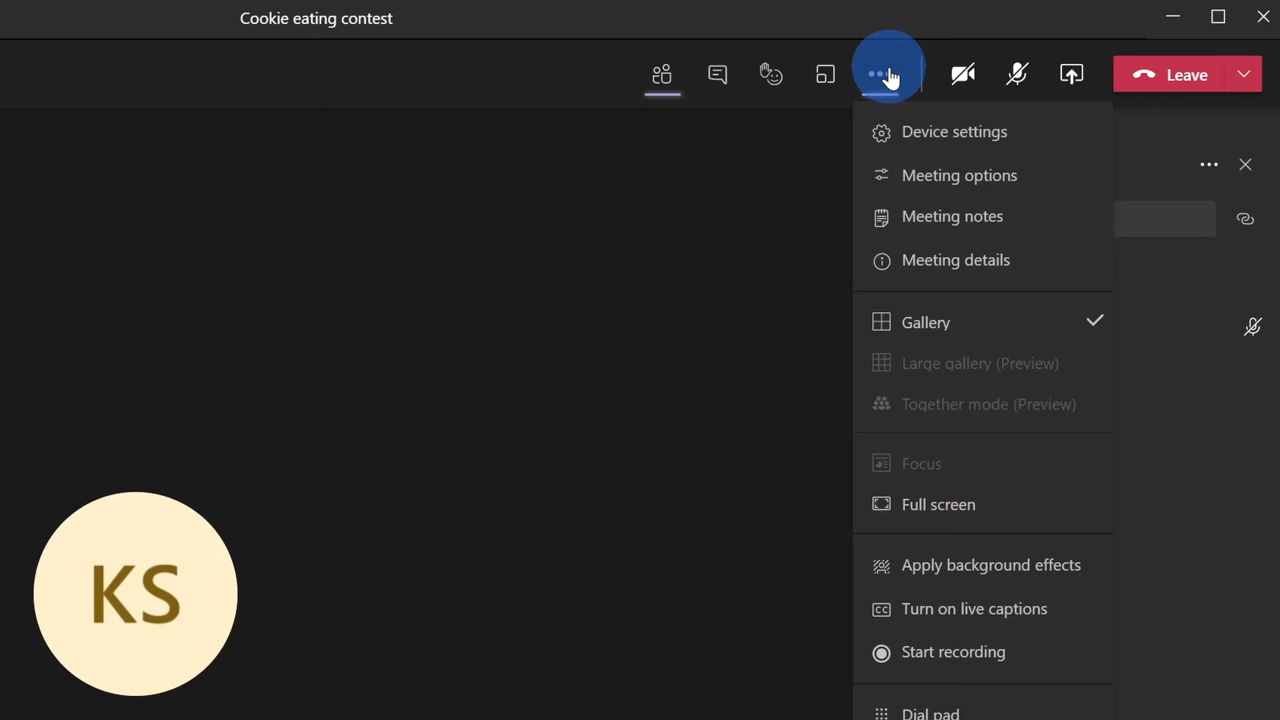 Cookie eating contest
Leave
Device settings
Meeting options
Meeting notes
Meeting details
Gallery
Large gallery (Preview)
Together mode (Preview)
Focus
Full screen
Apply background effects
CC Turn on live captions
Start recording
Dial pad
KS